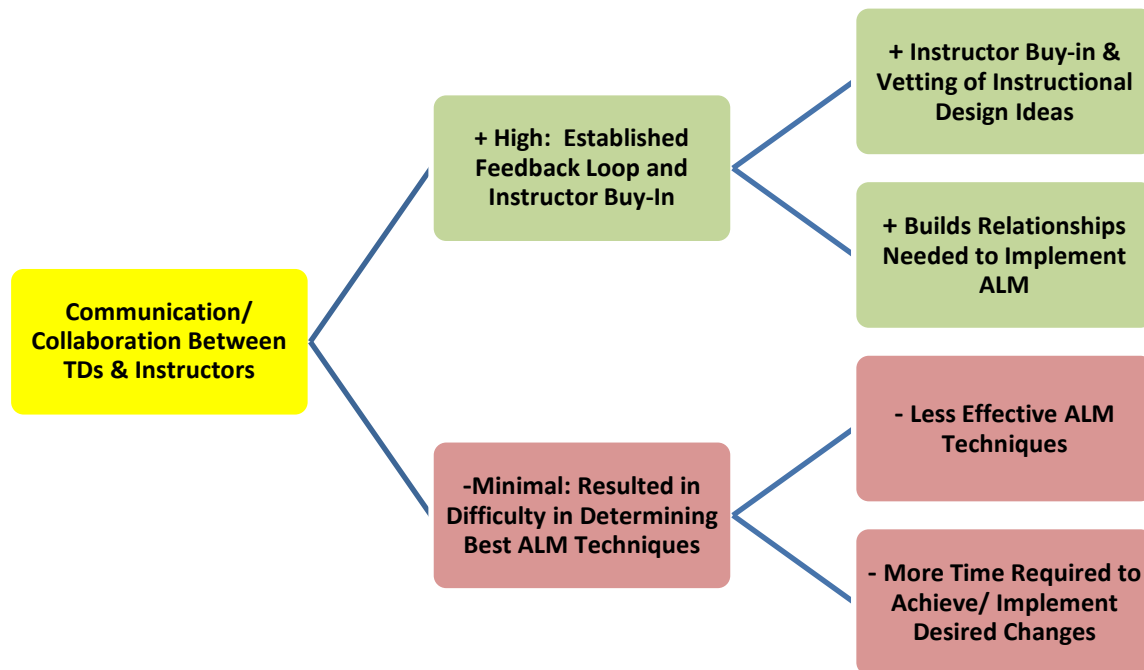 Communication/
Collaboration Between
TDs & Instructors
+ High:  Established
Feedback Loop and
Instructor Buy-In
+ Instructor Buy-in &
Vetting of Instructional
Design Ideas
+ Builds Relationships
Needed to Implement
ALM
-Minimal: Resulted in
Difficulty in Determining
Best ALM Techniques
- Less Effective ALM
Techniques
- More Time Required to
Achieve/ Implement
Desired Changes